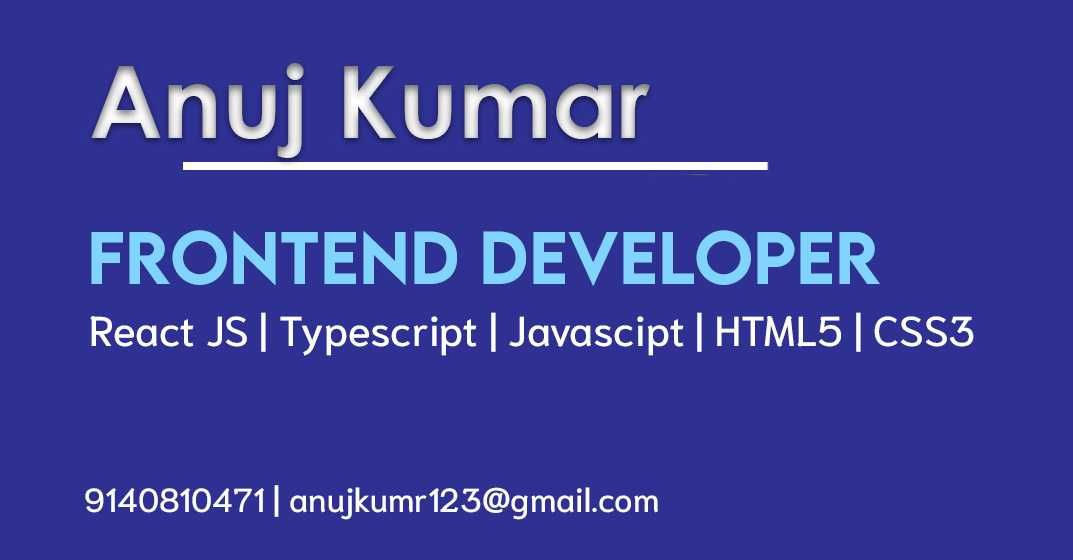 Anuj Kumar
FRONTEND DEVELOPER
React JS | Typescript | Javascipt | HTML5 | CSS3
9140810471 | anujkumr123@gmail.com